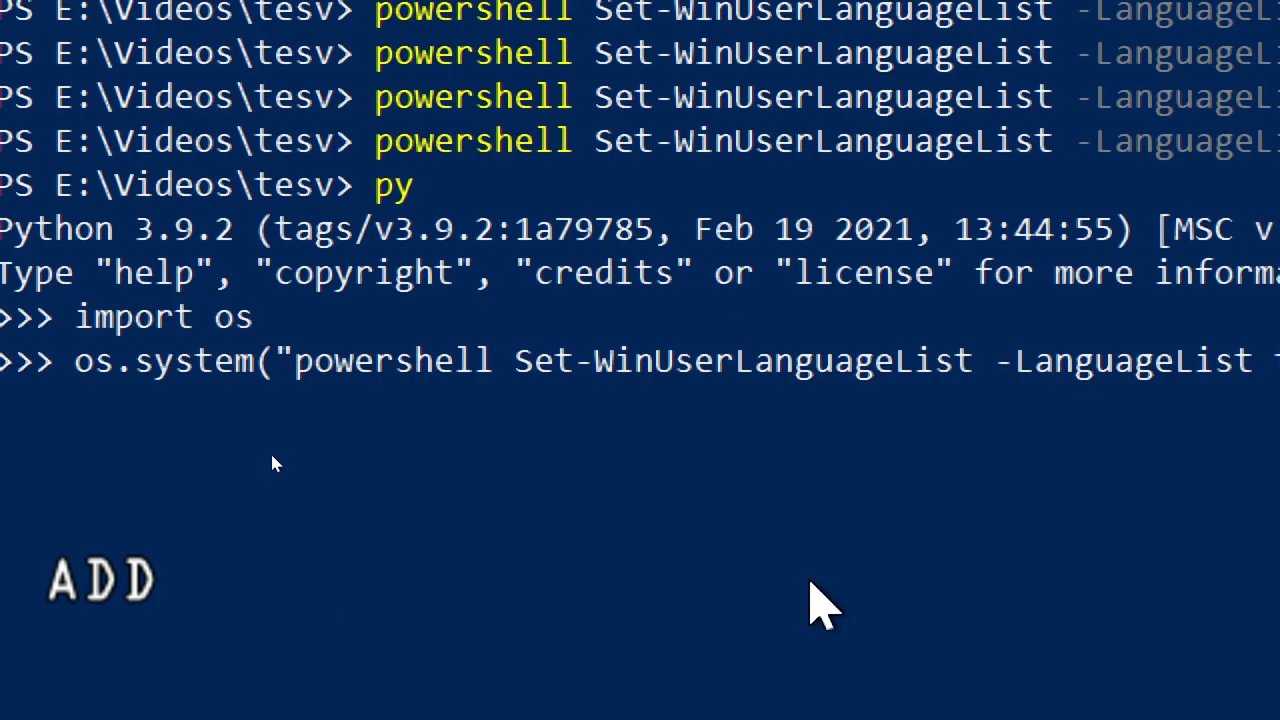 PS E:\Videos\tesv> powershell Set-WinUserLanguageList -LanguageL
PS E:\Videos\tesv> powershell Set-WinUserLanguageList -LanguageL
PS E:\Videos\tesv> powershell Set-WinUserLanguageList -LanguageL
PS E:\Videos\tesv> powershell Set-WinUserLanguageList -LanguageL
PS E:\Videos\tesv> py
Python 3.9.2 (tags/v3.9.2:1a79785, Feb 19 2021, 13:44:55) [MSC v
Type "help", "copyright", "credits" or "license" for more informa
>>> import os
>>> os.system("powershell Set-WinUserLanguageList -LanguageList
ADD